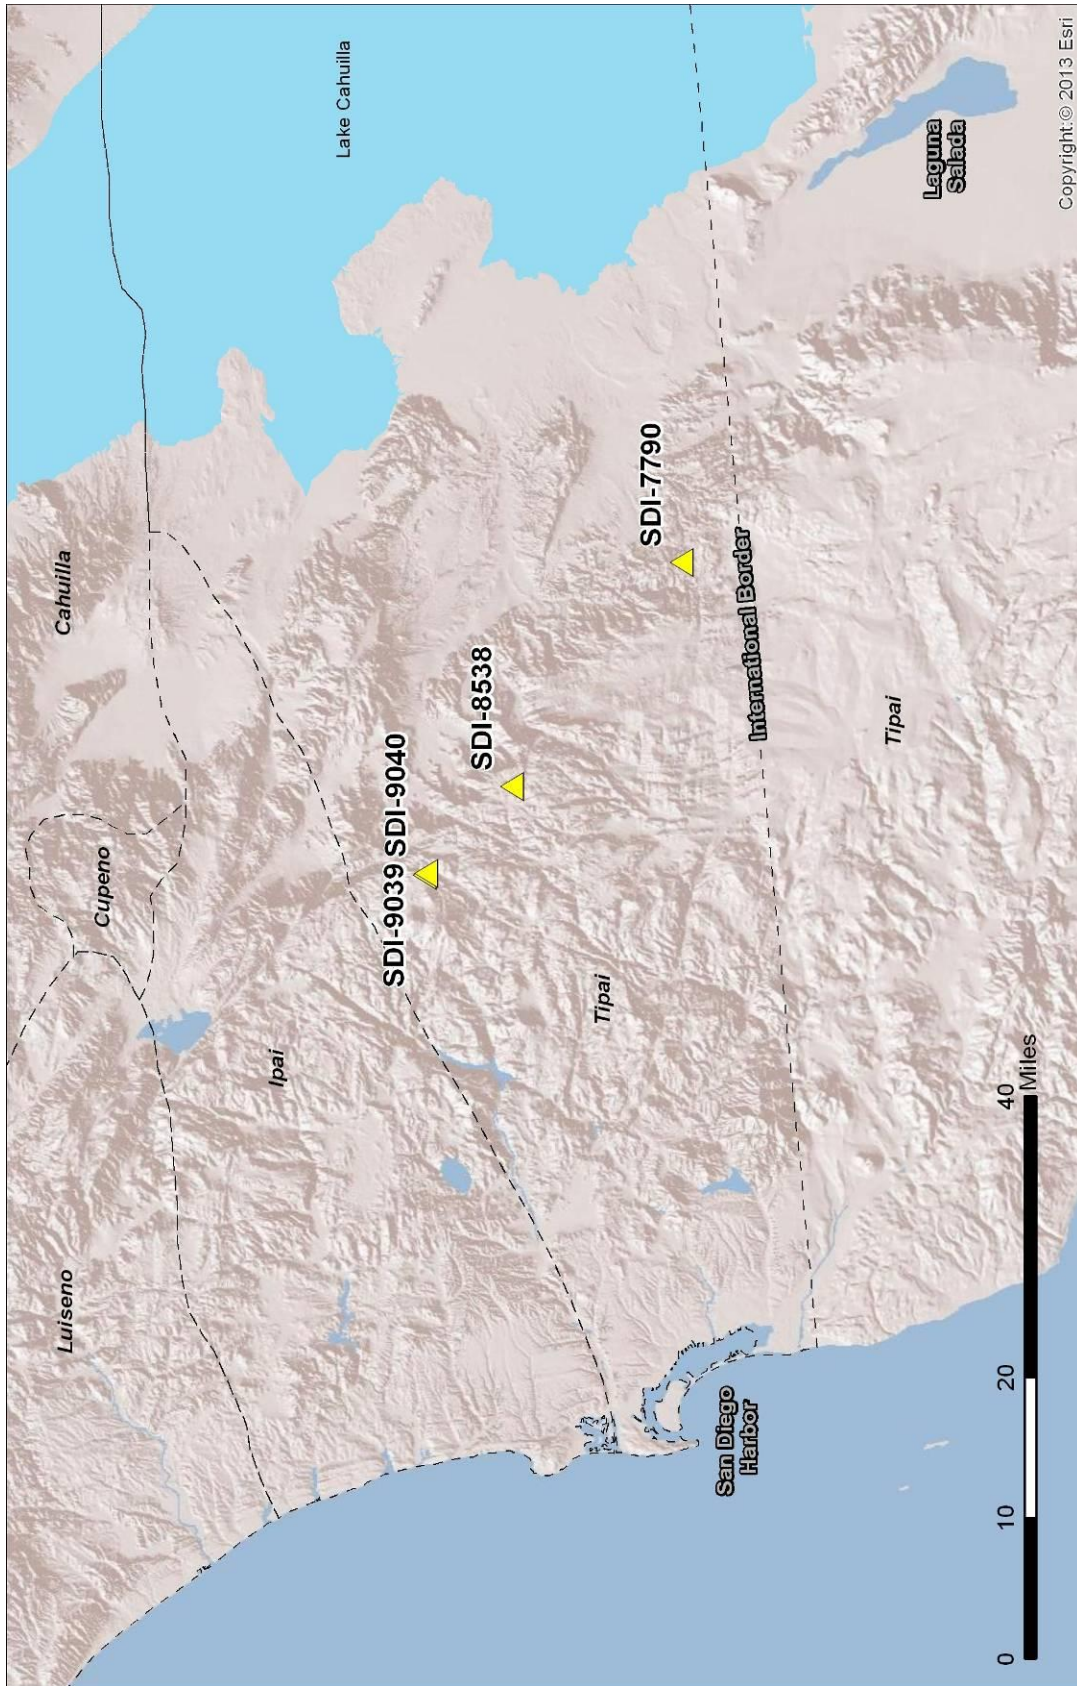 Luiseno
Cupeno
Cahuilla
Ipai
Lake Cahuilla
SDI-9039 SDI-9040
SDI-8538
SDI-7790
Tipai
San Diego
Harbor
International Border
Tipai
Laguna
Salada
0 10 20 40
Miles
Copyright:© 2013 Esri